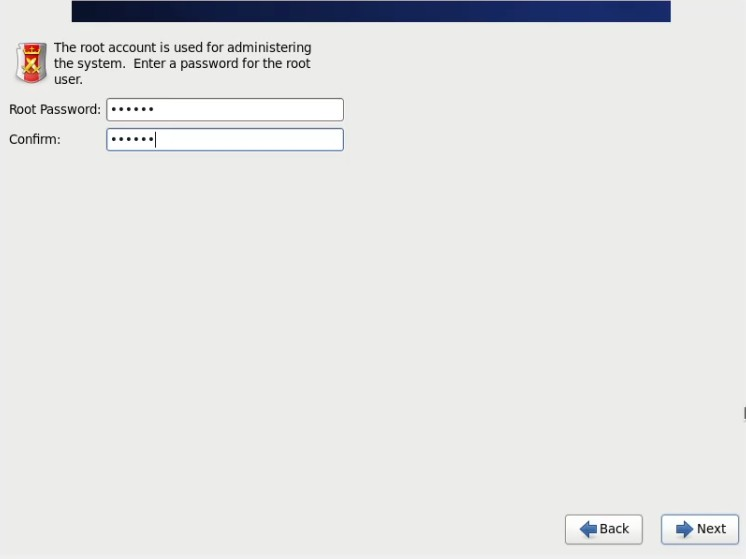 The root account is used for administering
the system.  Enter a password for the root
user.
Root Password: ••••••
Confirm: ••••••
Back Next